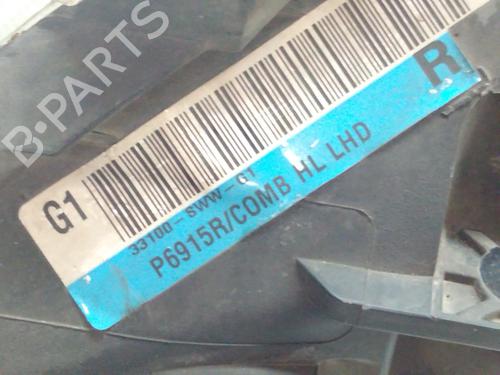 B-PARTS
G1
R
33100-SWW-G1
P6915R/COMB HL LHD